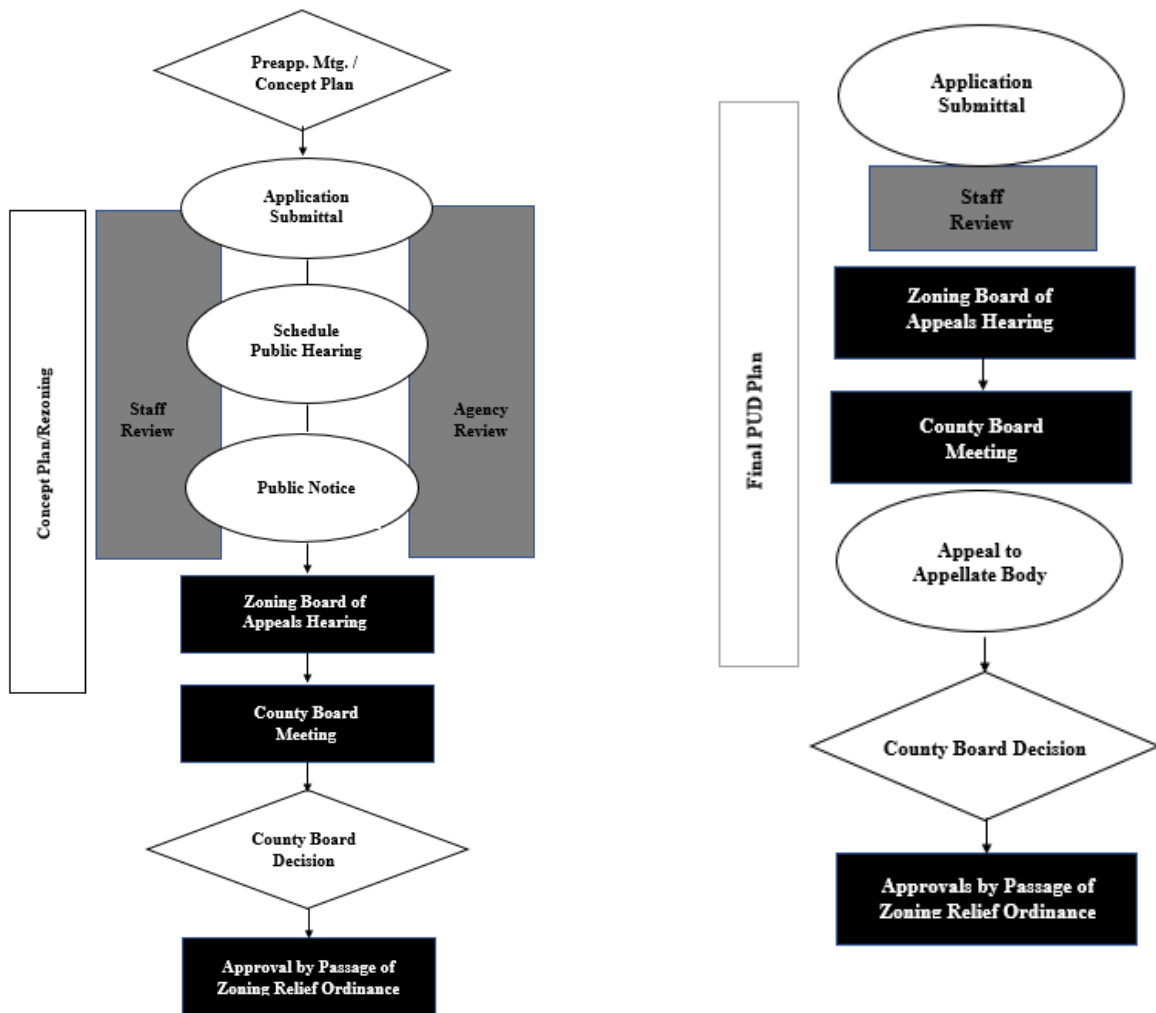 Preapp. Mtg. /
Concept Plan
Application
Submittal
Schedule
Public Hearing
Staff
Review
Agency
Review
Public Notice
Concept Plan/Rezoning
Zoning Board of
Appeals Hearing
County Board
Meeting
County Board
Decision
Approval by Passage of
Zoning Relief Ordinance
Application
Submittal
Staff
Review
Zoning Board of
Appeals Hearing
County Board
Meeting
Final PUD Plan
Appeal to
Appellate Body
County Board Decision
Approvals by Passage of
Zoning Relief Ordinance